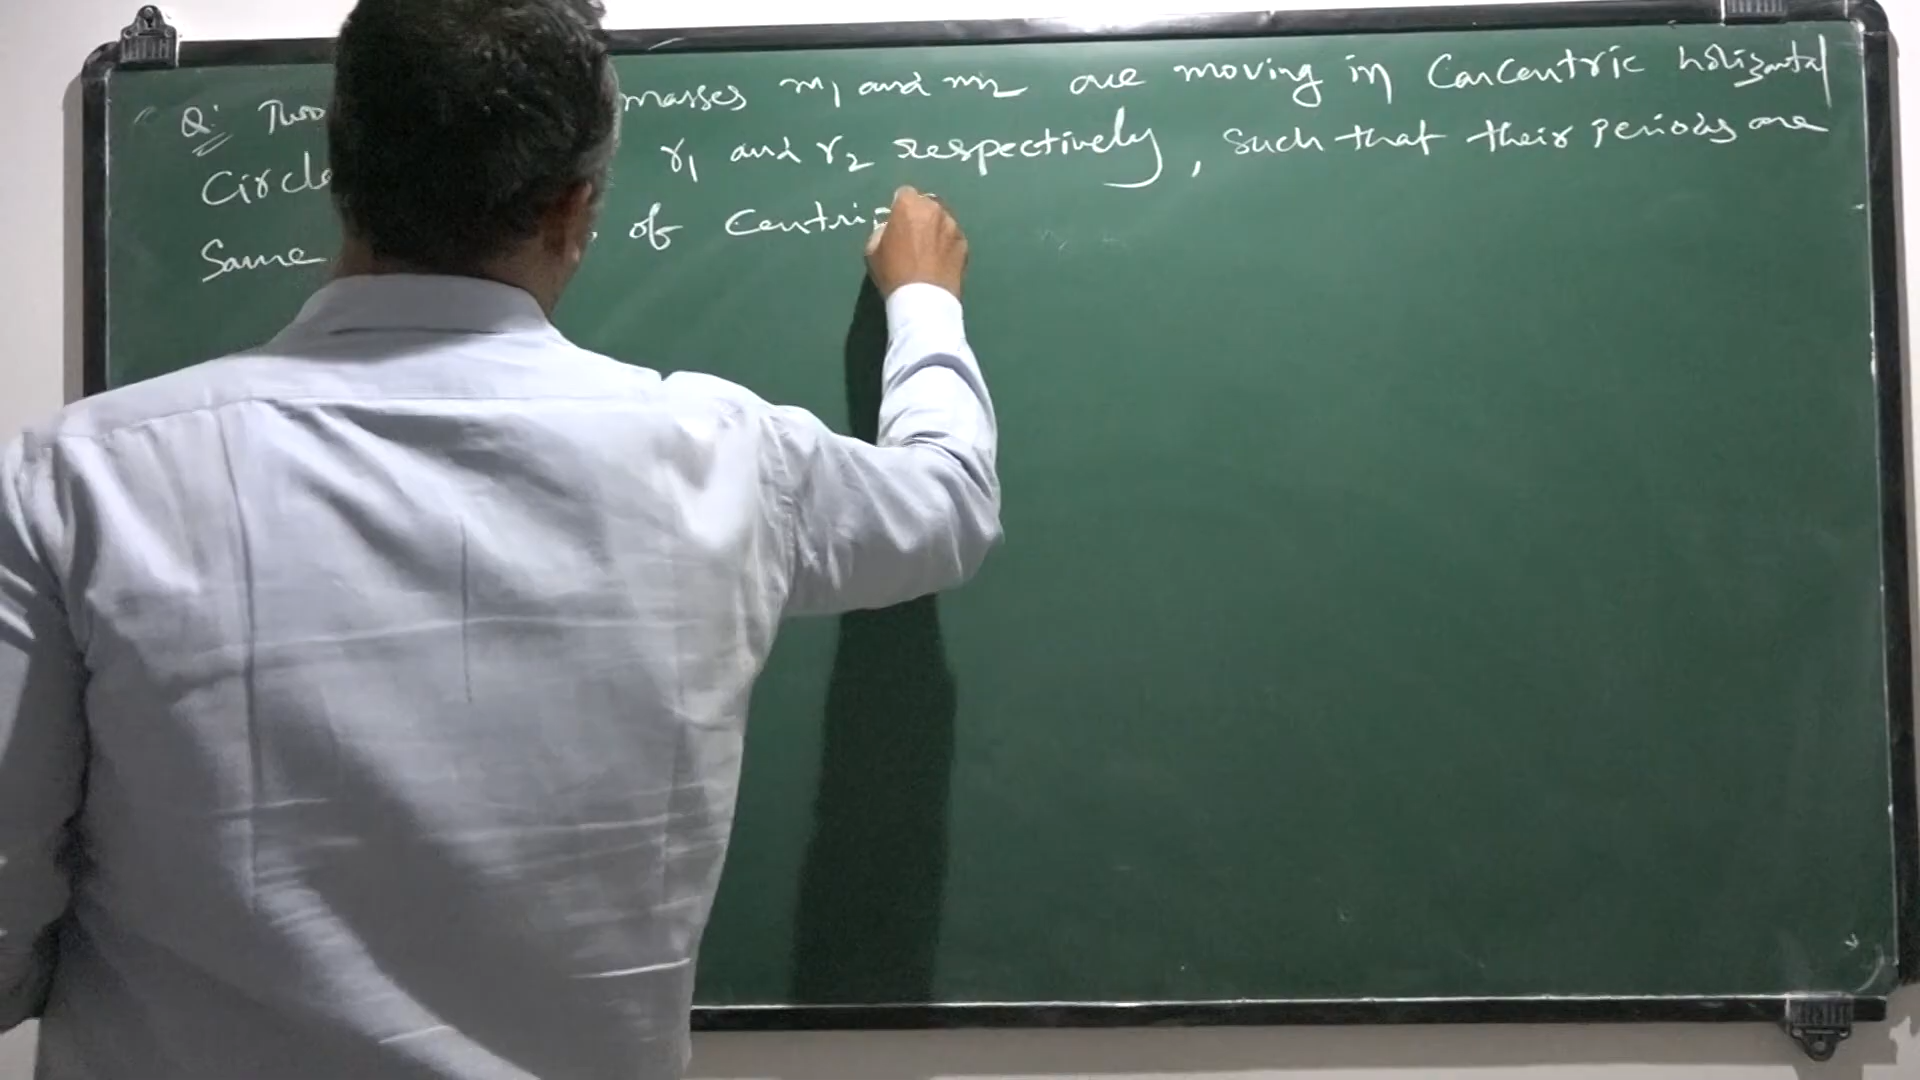 Q: Two masses m1 and m2 are moving in Concentric horizontal
Circle r1 and r2 respectively, such that their periods are
Same of Centrip